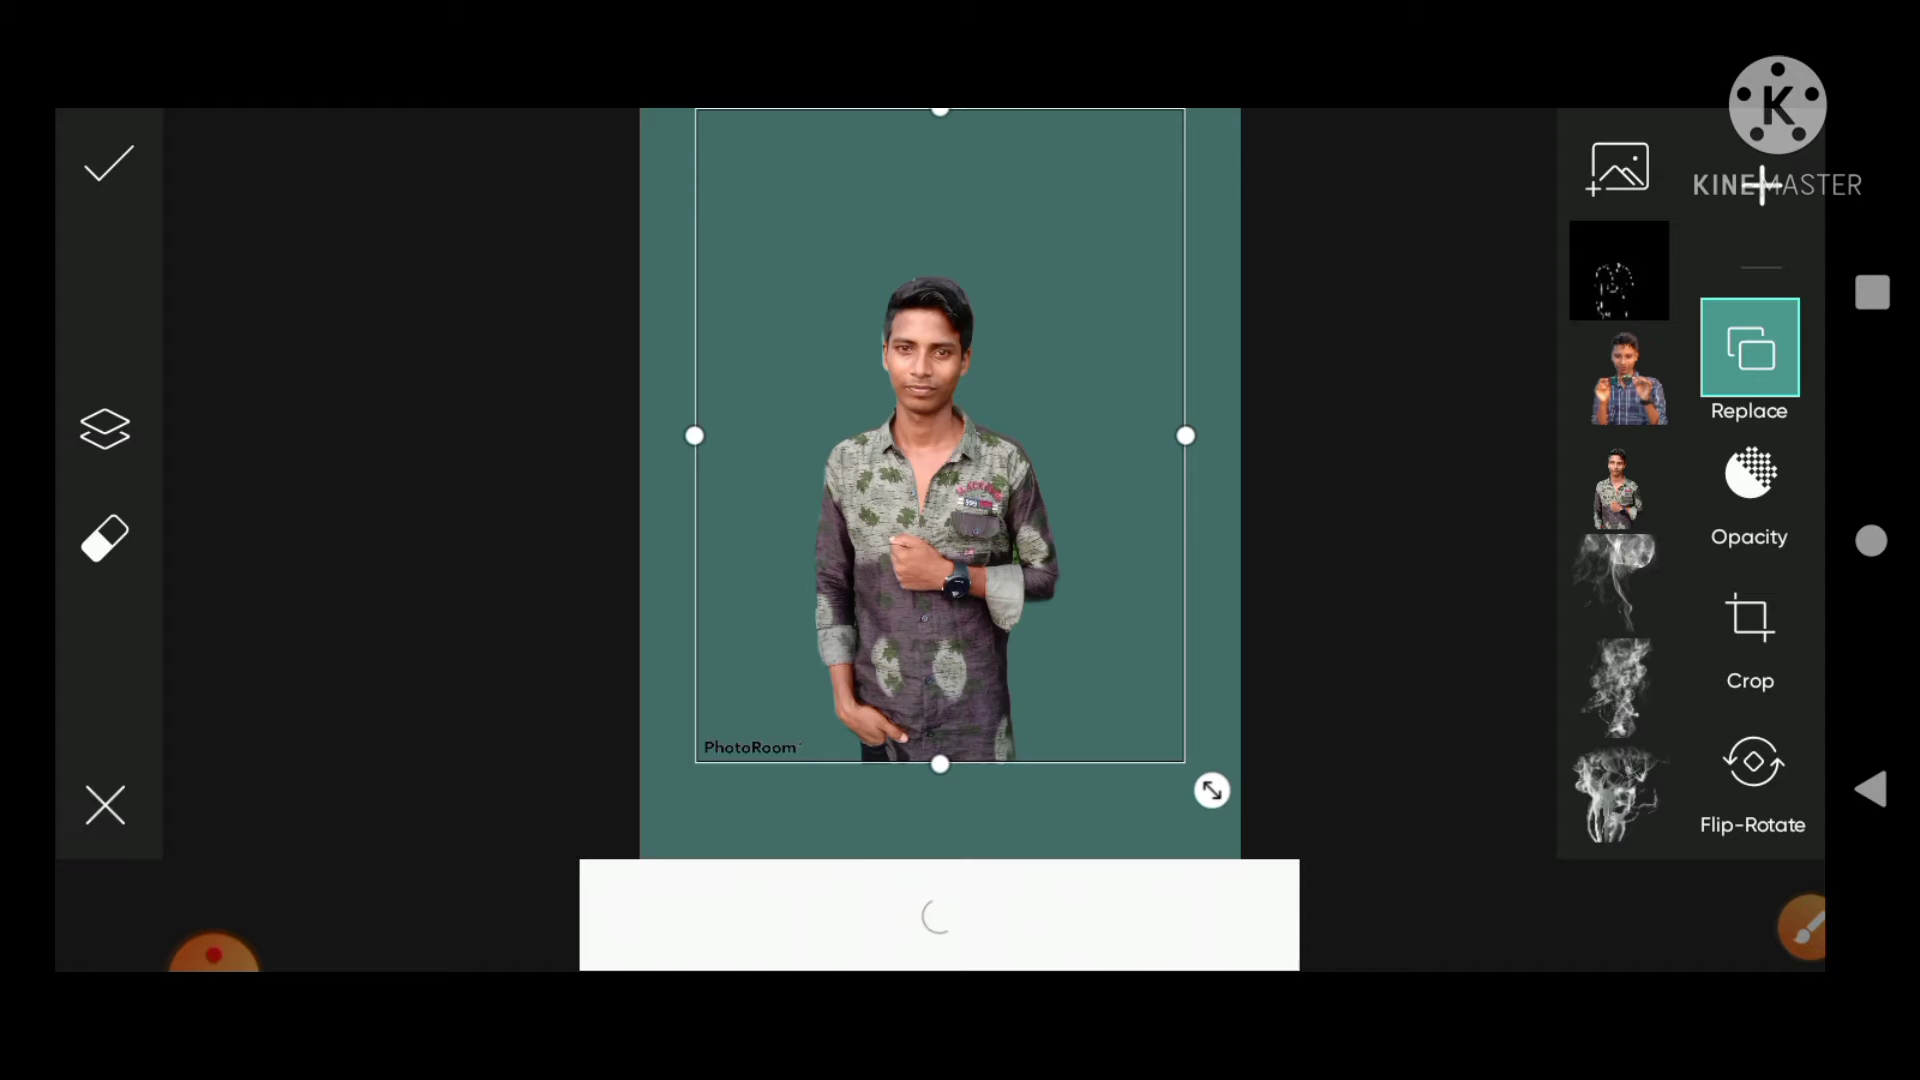 K
KINEMASTER
Replace
Opacity
Crop
Flip-Rotate
PhotoRoom